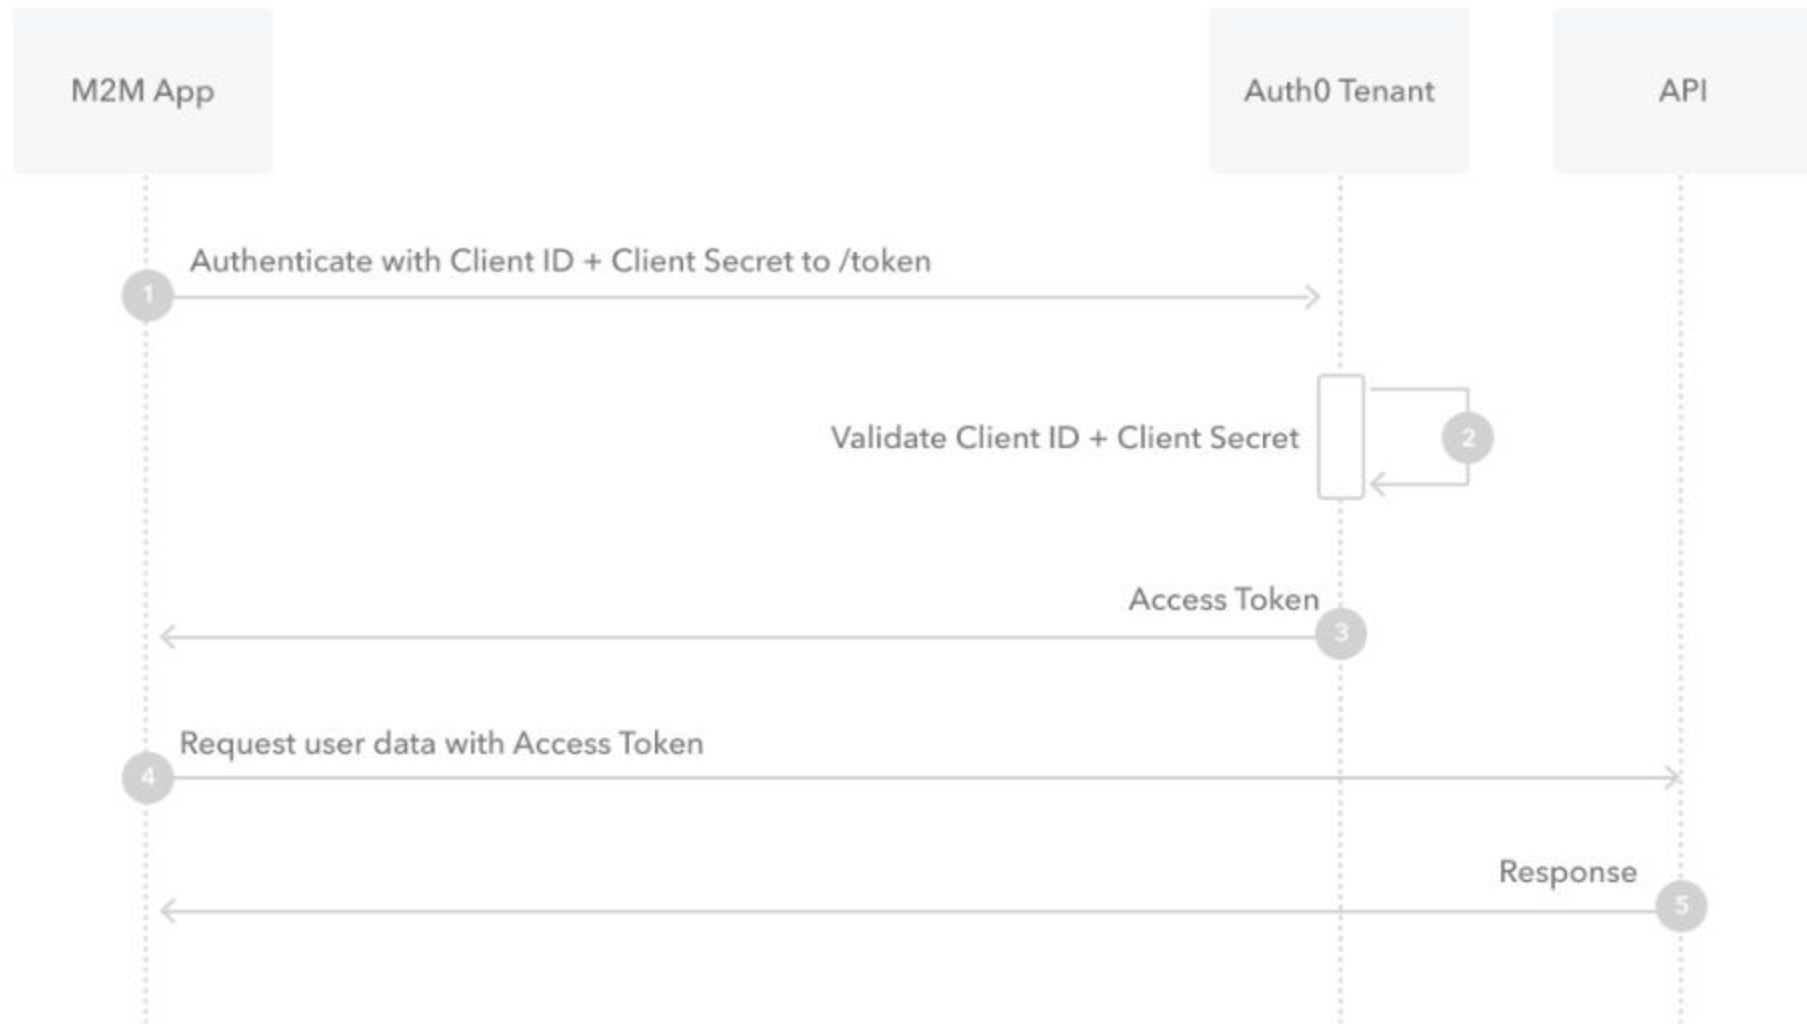 M2M App
Auth0 Tenant
API
Authenticate with Client ID + Client Secret to /token
1
Validate Client ID + Client Secret
2
Access Token
3
Request user data with Access Token
4
Response
5